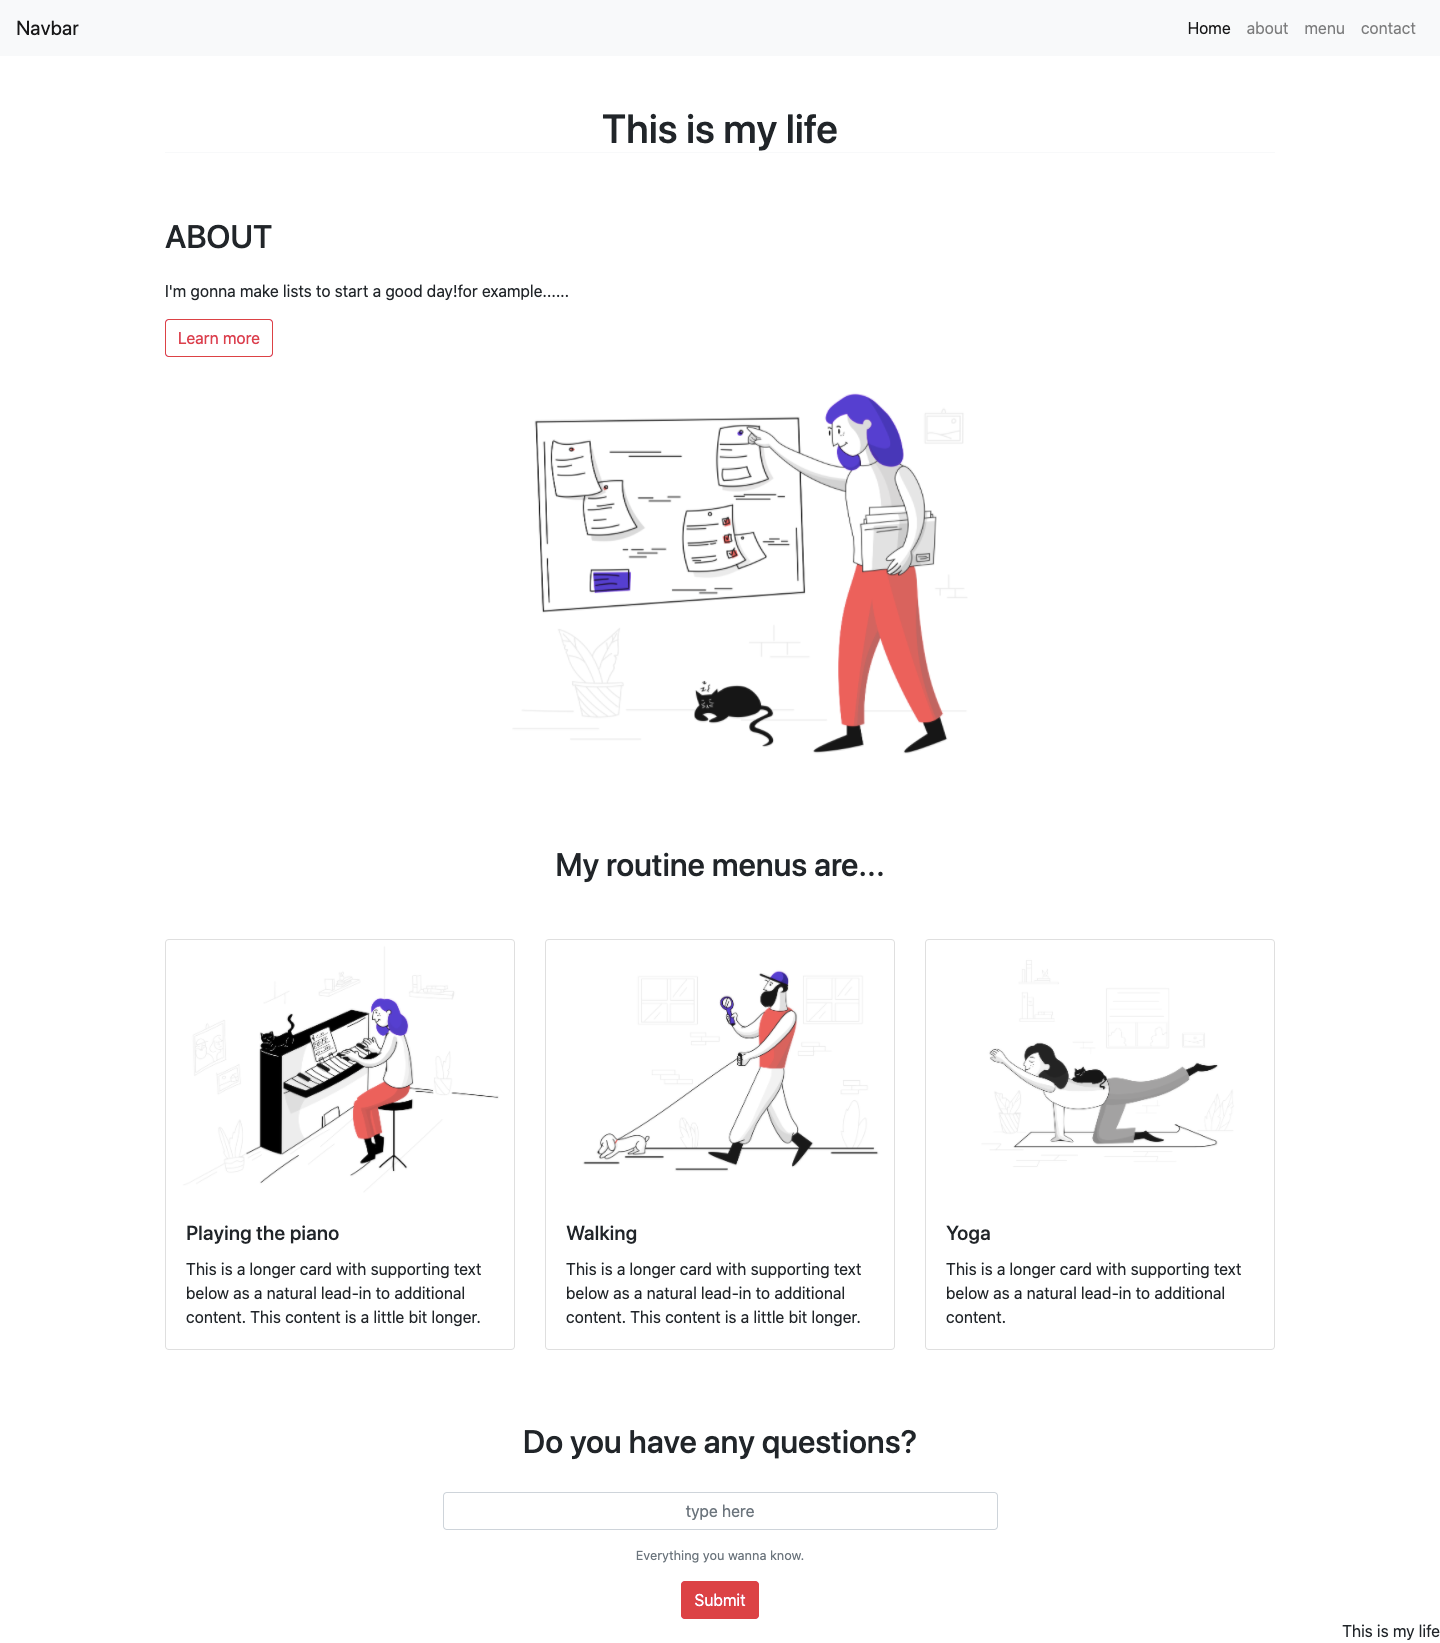 Navbar
Home about menu contact
This is my life
ABOUT
I'm gonna make lists to start a good day!for example......
Learn more
My routine menus are...
Playing the piano
This is a longer card with supporting text
below as a natural lead-in to additional
content. This content is a little bit longer.
Walking
This is a longer card with supporting text
below as a natural lead-in to additional
content. This content is a little bit longer.
Yoga
This is a longer card with supporting text
below as a natural lead-in to additional
content.
Do you have any questions?
type here
Everything you wanna know.
Submit
This is my life